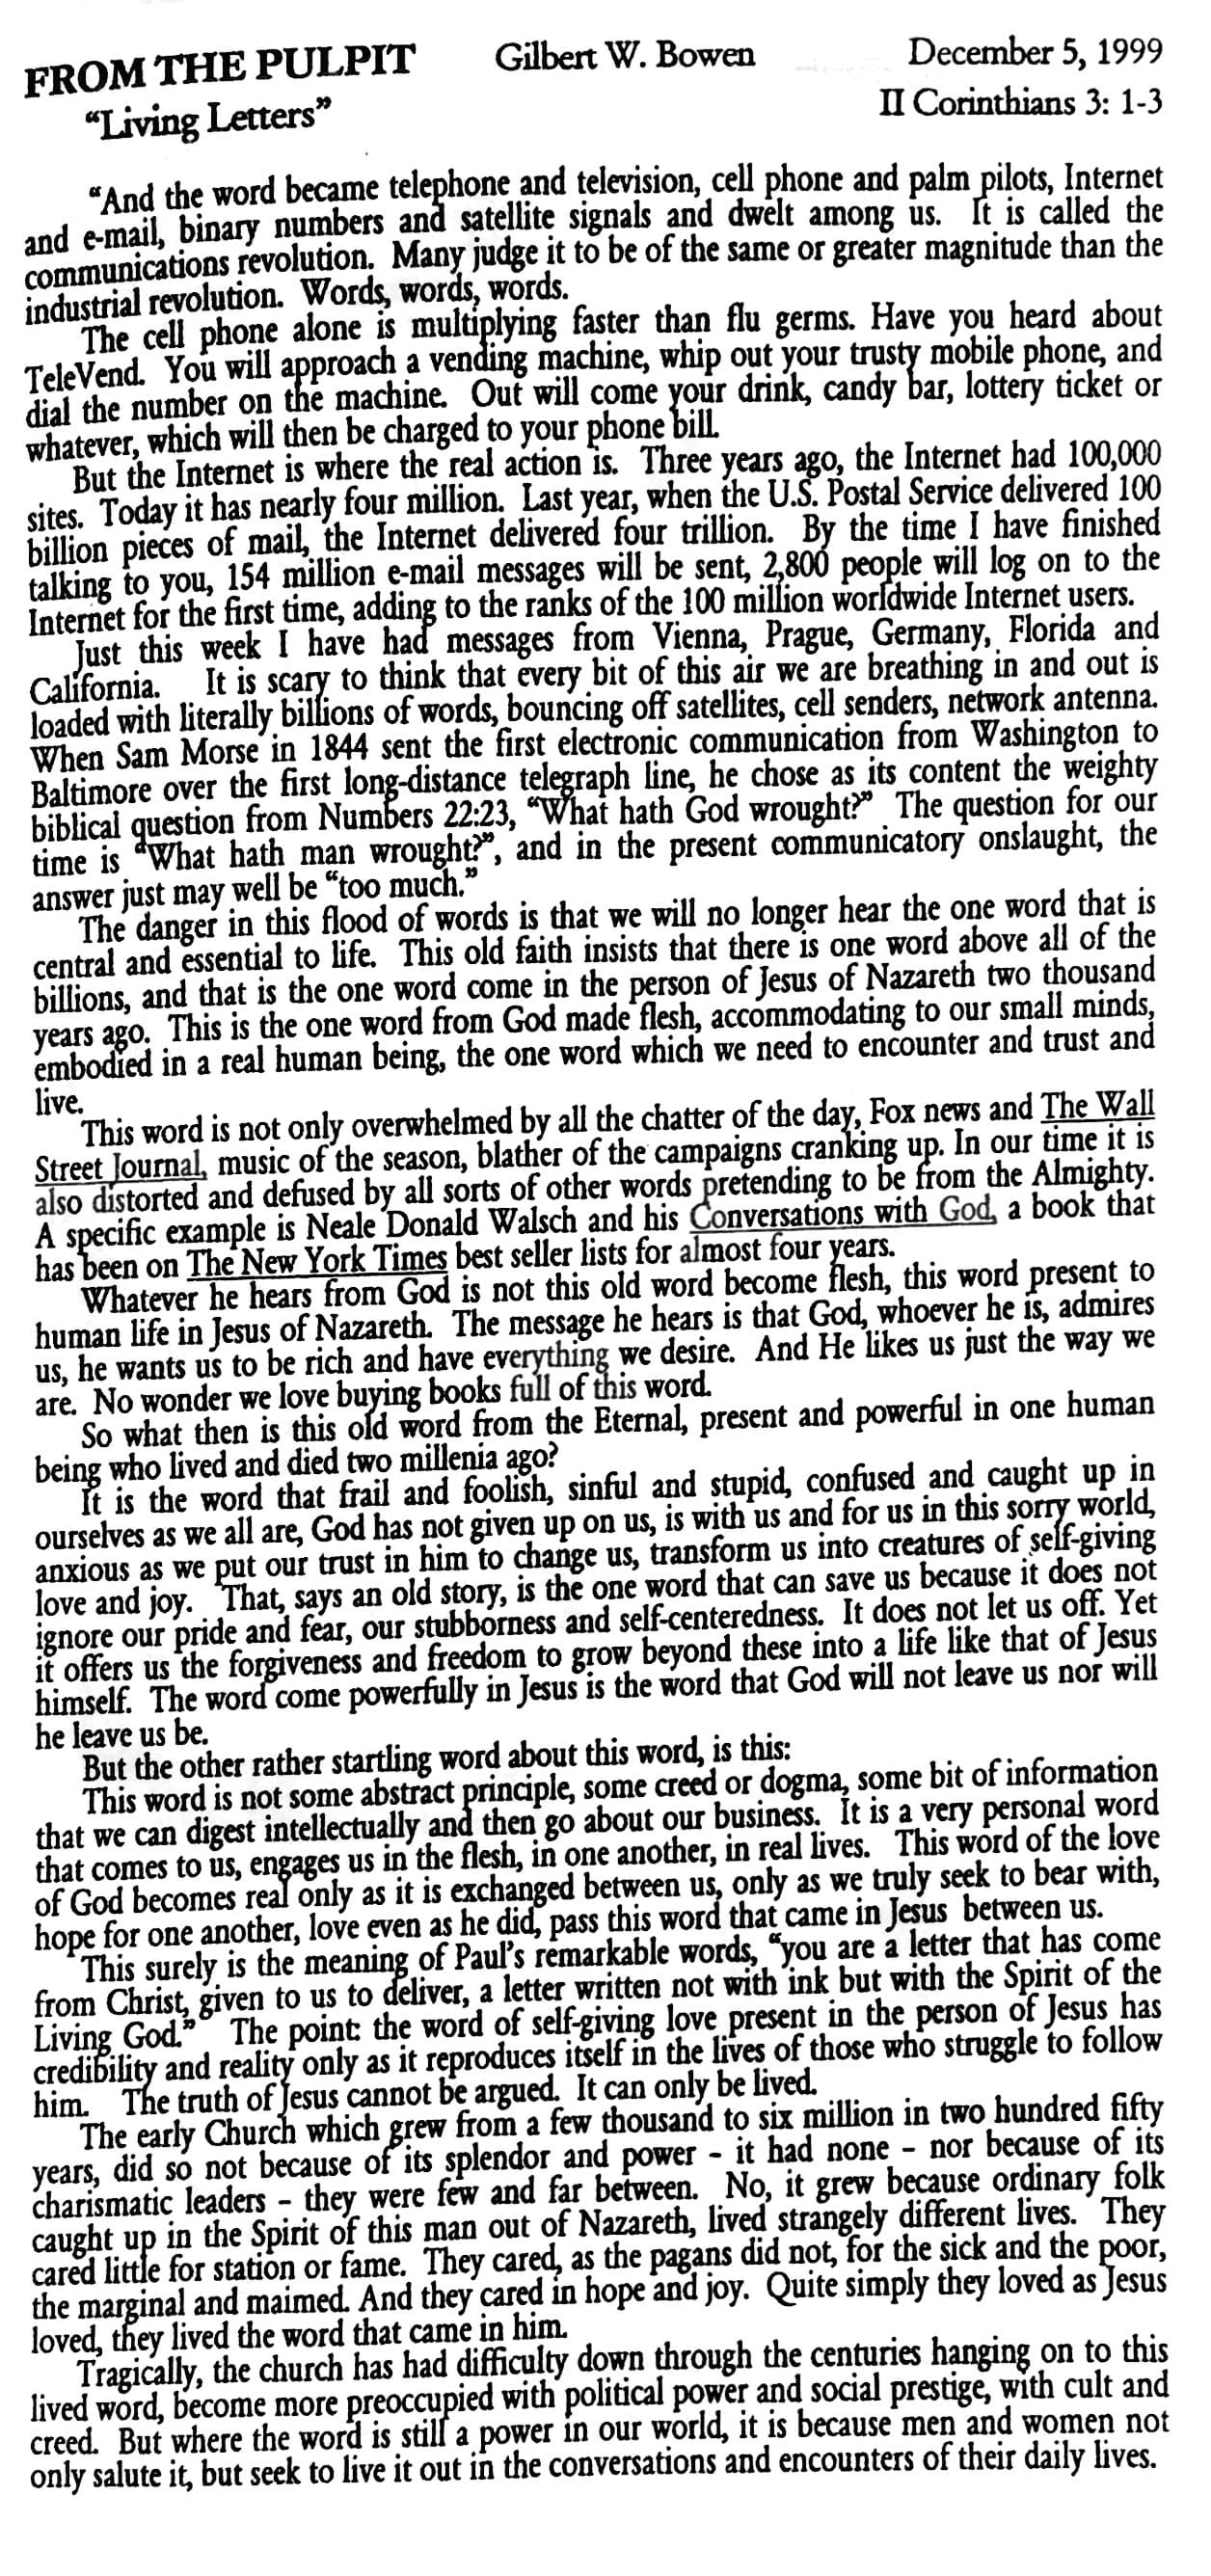 FROM THE PULPIT Gilbert W. Bowen December 5, 1999
"Living Letters" II Corinthians 3: 1-3
"And the word became telephone and television, cell phone and palm pilots, Internet
and e-mail, binary numbers and satellite signals and dwelt among us. It is called the
communications revolution. Many judge it to be of the same or greater magnitude than the
industrial revolution. Words, words, words.
The cell phone alone is multiplying faster than flu germs. Have you heard about
TeleVend. You will approach a vending machine, whip out your trusty mobile phone, and
dial the number on the machine. Out will come your drink, candy bar, lottery ticket or
whatever, which will then be charged to your phone bill.
But the Internet is where the real action is. Three years ago, the Internet had 100,000
sites. Today it has nearly four million. Last year, when the U.S. Postal Service delivered 100
billion pieces of mail, the Internet delivered four trillion. By the time I have finished
talking to you, 154 million e-mail messages will be sent, 2,800 people will log on to the
Internet for the first time, adding to the ranks of the 100 million worldwide Internet users.
Just this week I have had messages from Vienna, Prague, Germany, Florida and
California. It is scary to think that every bit of this air we are breathing in and out is
loaded with literally billions of words, bouncing off satellites, cell senders, network antenna.
When Sam Morse in 1844 sent the first electronic communication from Washington to
Baltimore over the first long-distance telegraph line, he chose as its content the weighty
biblical question from Numbers 22:23, "What hath God wrought?" The question for our
time is "What hath man wrought?", and in the present communicatory onslaught, the
answer just may well be "too much."
The danger in this flood of words is that we will no longer hear the one word that is
central and essential to life. This old faith insists that there is one word above all of the
billions, and that is the one word come in the person of Jesus of Nazareth two thousand
years ago. This is the one word from God made flesh, accommodating to our small minds,
embodied in a real human being, the one word which we need to encounter and trust and
live.
This word is not only overwhelmed by all the chatter of the day, Fox news and The Wall
Street Journal, music of the season, blather of the campaigns cranking up. In our time it is
also distorted and defused by all sorts of other words pretending to be from the Almighty.
A specific example is Neale Donald Walsch and his Conversations with God, a book that
has been on The New York Times best seller lists for almost four years.
Whatever he hears from God is not this old word become flesh, this word present to
human life in Jesus of Nazareth. The message he hears is that God, whoever he is, admires
us, he wants us to be rich and have everything we desire. And He likes us just the way we
are. No wonder we love buying books full of this word.
So what then is this old word from the Eternal, present and powerful in one human
being who lived and died two millenia ago?
It is the word that frail and foolish, sinful and stupid, confused and caught up in
ourselves as we all are, God has not given up on us, is with us and for us in this sorry world,
anxious as we put our trust in him to change us, transform us into creatures of self-giving
love and joy. That, says an old story, is the one word that can save us because it does not
ignore our pride and fear, our stubborness and self-centeredness. It does not let us off. Yet
it offers us the forgiveness and freedom to grow beyond these into a life like that of Jesus
himself. The word come powerfully in Jesus is the word that God will not leave us nor will
he leave us be.
But the other rather startling word about this word, is this:
This word is not some abstract principle, some creed or dogma, some bit of information
that we can digest intellectually and then go about our business. It is a very personal word
that comes to us, engages us in the flesh, in one another, in real lives. This word of the love
of God becomes real only as it is exchanged between us, only as we truly seek to bear with,
hope for one another, love even as he did, pass this word that came in Jesus between us.
This surely is the meaning of Paul's remarkable words, "you are a letter that has come
from Christ, given to us to deliver, a letter written not with ink but with the Spirit of the
Living God." The point: the word of self-giving love present in the person of Jesus has
credibility and reality only as it reproduces itself in the lives of those who struggle to follow
him. The truth of Jesus cannot be argued. It can only be lived.
The early Church which grew from a few thousand to six million in two hundred fifty
years, did so not because of its splendor and power – it had none – nor because of its
charismatic leaders – they were few and far between. No, it grew because ordinary folk
caught up in the Spirit of this man out of Nazareth, lived strangely different lives. They
cared little for station or fame. They cared, as the pagans did not, for the sick and the poor,
the marginal and maimed. And they cared in hope and joy. Quite simply they loved as Jesus
loved, they lived the word that came in him.
Tragically, the church has had difficulty down through the centuries hanging on to this
lived word, become more preoccupied with political power and social prestige, with cult and
creed. But where the word is still a power in our world, it is because men and women not
only salute it, but seek to live it out in the conversations and encounters of their daily lives.